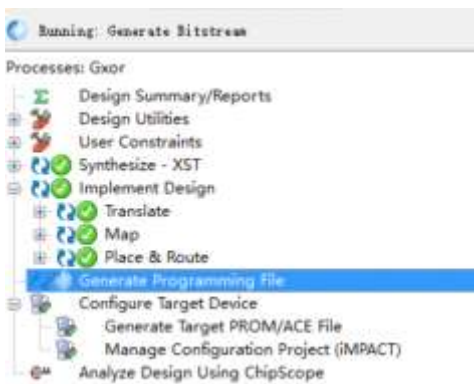 Running: Generate Bitstream
Processes: Gxor
Design Summary/Reports
Design Utilities
User Constraints
Synthesize - XST
Implement Design
Translate
Map
Place & Route
Generate Programming File
Configure Target Device
Generate Target PROM/ACE File
Manage Configuration Project (iMPACT)
Analyze Design Using ChipScope